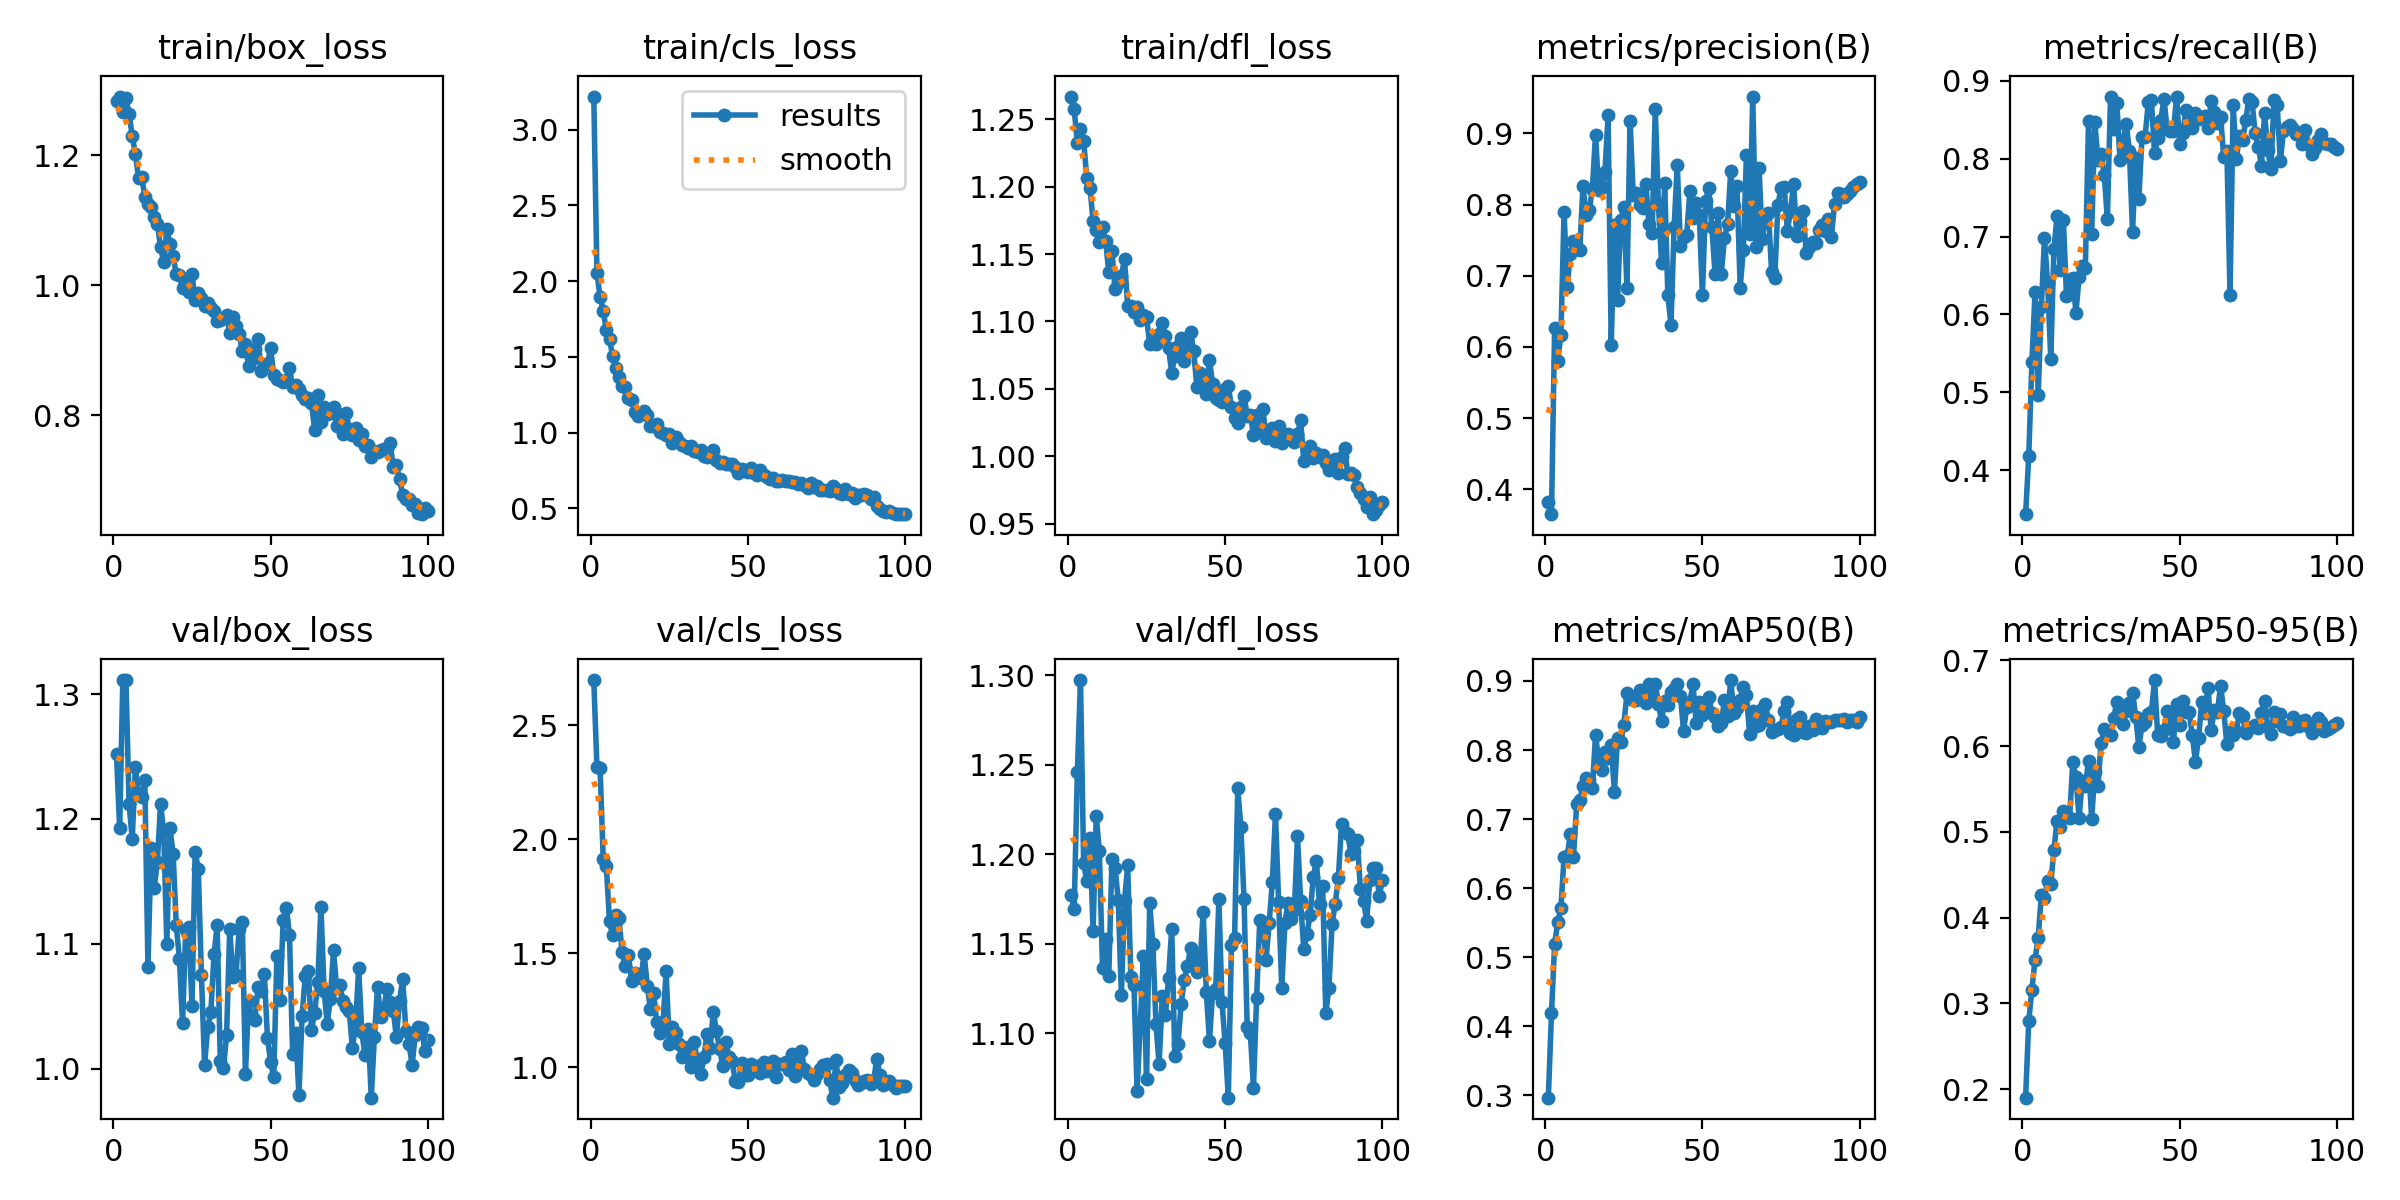 train/box_loss
1.2
1.0
0.8
0 50 100
train/cls_loss
results
smooth
3.0
2.5
2.0
1.5
1.0
0.5
0 50 100
train/dfl_loss
1.25
1.20
1.15
1.10
1.05
1.00
0.95
0 50 100
metrics/precision(B)
0.9
0.8
0.7
0.6
0.5
0.4
0 50 100
metrics/recall(B)
0.9
0.8
0.7
0.6
0.5
0.4
0 50 100
val/box_loss
1.3
1.2
1.1
1.0
0 50 100
val/cls_loss
2.5
2.0
1.5
1.0
0 50 100
val/dfl_loss
1.30
1.25
1.20
1.15
1.10
0 50 100
metrics/mAP50(B)
0.9
0.8
0.7
0.6
0.5
0.4
0.3
0 50 100
metrics/mAP50-95(B)
0.7
0.6
0.5
0.4
0.3
0.2
0 50 100